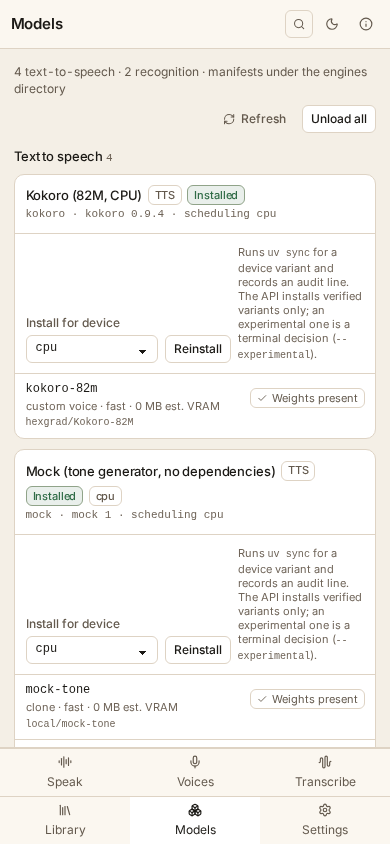 Models
4 text-to-speech · 2 recognition · manifests under the engines
directory
Refresh
Unload all
Text to speech 4
Kokoro (82M, CPU) TTS Installed
kokoro · kokoro 0.9.4 · scheduling cpu
Install for device
cpu
Reinstall
Runs uv sync for a
device variant and
records an audit line.
The API installs verified
variants only; an
experimental one is a
terminal decision (--
experimental).
kokoro-82m
custom voice · fast · 0 MB est. VRAM
hexgrad/Kokoro-82M
Weights present
Mock (tone generator, no dependencies) TTS
Installed cpu
mock · mock 1 · scheduling cpu
Install for device
cpu
Reinstall
Runs uv sync for a
device variant and
records an audit line.
The API installs verified
variants only; an
experimental one is a
terminal decision (--
experimental).
mock-tone
clone · fast · 0 MB est. VRAM
local/mock-tone
Weights present
Speak
Voices
Transcribe
Library
Models
Settings